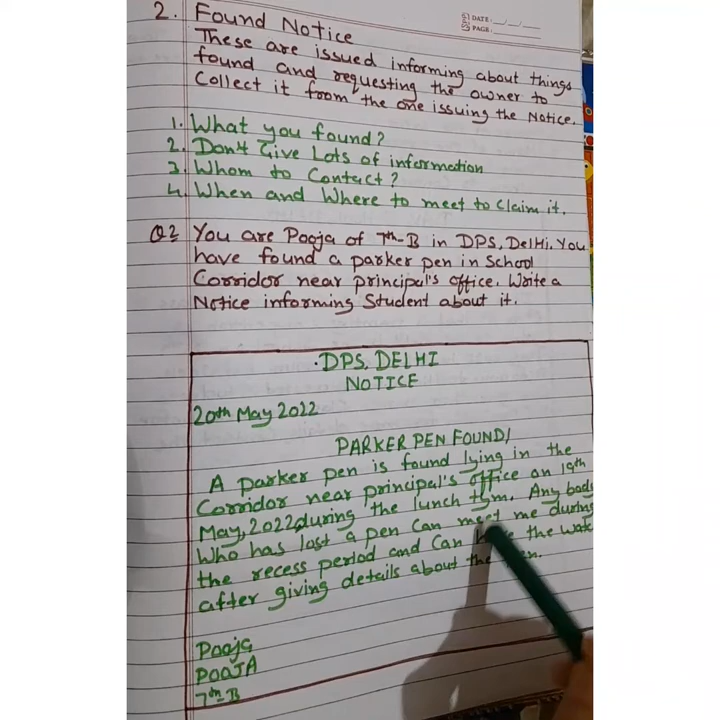 DATE: __/__/__
PAGE:
2. Found Notice
These are issued informing about things
found and requesting the owner to
Collect it from the one issuing the Notice.
1. What you found?
2. Don't Give Lots of information
3. Whom to Contact?
4. When and Where to meet to Claim it.
Q2 You are Pooja of 7th-B in DPS, DelHi. You
have found a parker pen in School
Corridor near principal's office. Write a
Notice informing Student about it.
DPS, DELHI
NOTICE
20th May 2022
PARKER PEN FOUND!
A parker pen is found lying in the
Corridor near principal's office on 19th
May, 2022, during the lunch tym. Any body
Who has lost a pen Can meet me during
the recess period and Can the
after giving details about the
Pooja
POOJA
7th-B